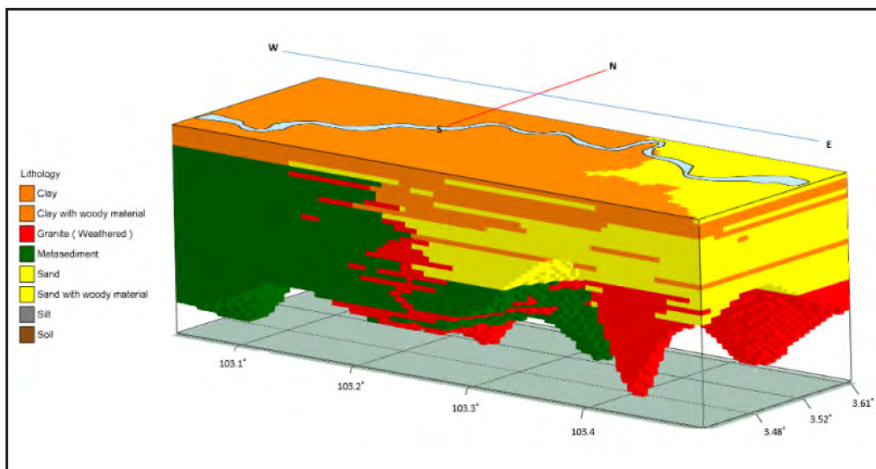 W
N
S
E
Lithology
Clay
Clay with woody material
Granite ( Weathered )
Metasediment
Sand
Sand with woody material
Silt
Soil
103.1°
103.2°
103.3°
103.4
3.48°
3.52°
3.61°